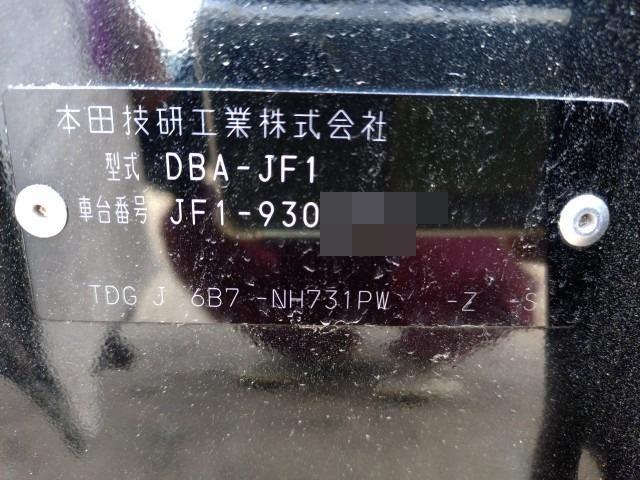 本田技研工業株式会社
型式 DBA-JF1
車台番号 JF1-930
TDG J 6B7 -NH731PW -Z -S